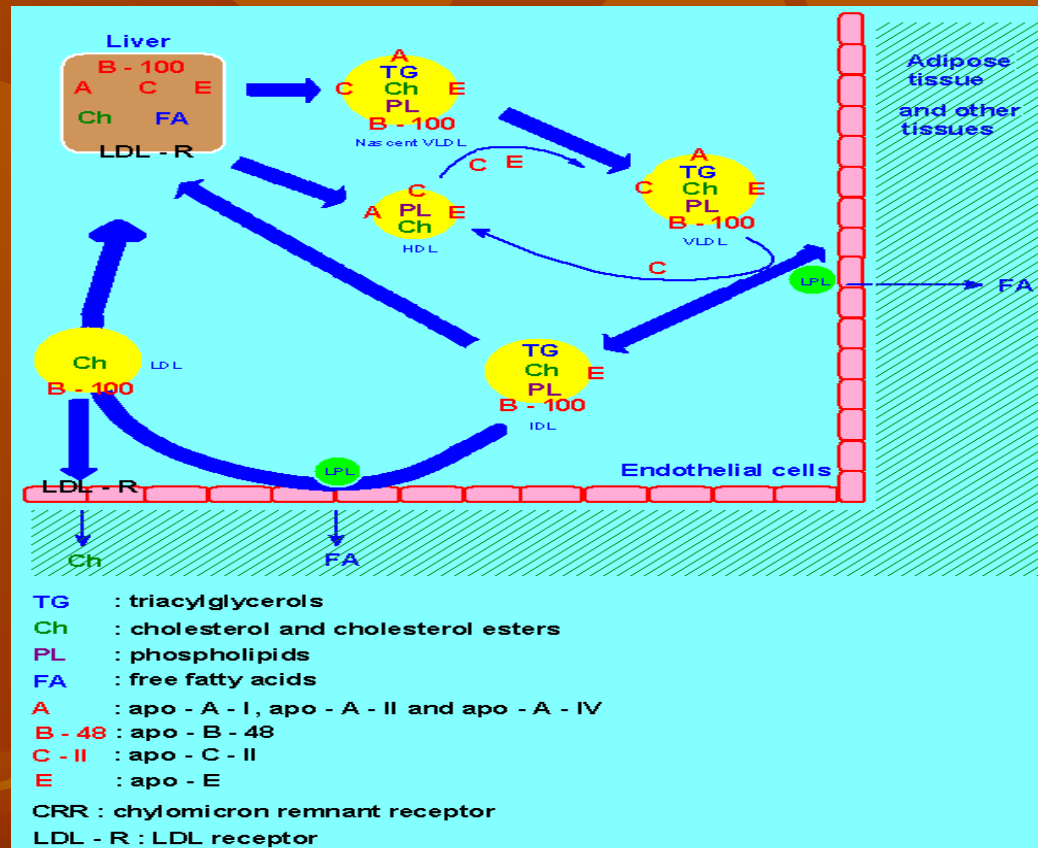 Liver
B - 100
A C E
Ch FA
LDL - R
A
TG
C Ch E
PL
B - 100
Nascent VLDL
C E
C
A PL E
Ch
HDL
A
TG
C Ch E
PL
B - 100
VLDL
C
LPL
FA
Adipose
tissue
and other
tissues
Ch
B - 100
LDL
TG
Ch E
PL
B - 100
IDL
LPL
Endothelial cells
LDL - R
Ch
FA
TG : triacylglycerols
Ch : cholesterol and cholesterol esters
PL : phospholipids
FA : free fatty acids
A : apo - A - I, apo - A - II and apo - A - IV
B - 48 : apo - B - 48
C - II : apo - C - II
E : apo - E
CRR : chylomicron remnant receptor
LDL - R : LDL receptor